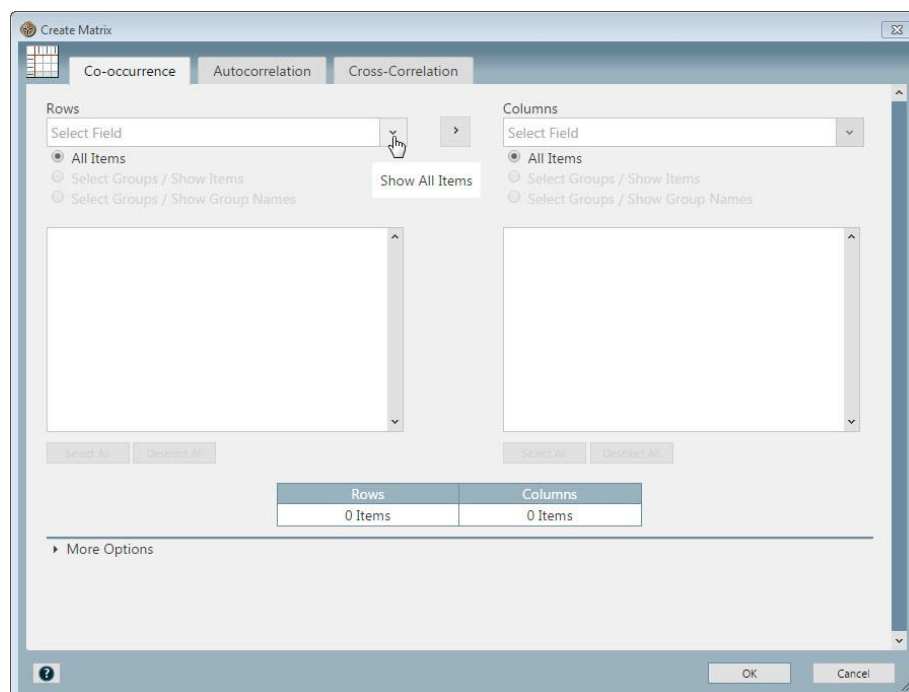 Create Matrix
Co-occurrence Autocorrelation Cross-Correlation
Rows Columns
Select Field Select Field
All Items All Items
Select Groups / Show Items Select Groups / Show Items
Select Groups / Show Group Names Select Groups / Show Group Names
Show All Items
Select All Deselect All Select All Deselect All
Rows Columns
0 Items 0 Items
More Options
? OK Cancel